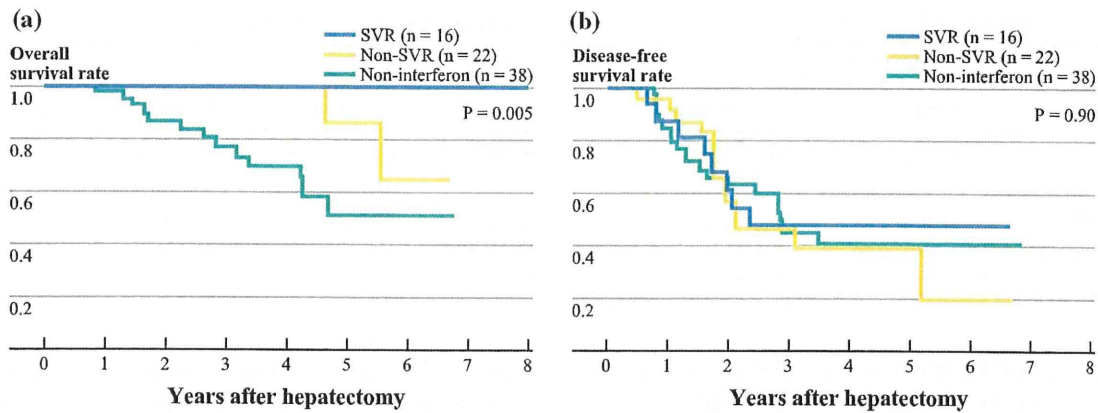 (a)
SVR (n = 16)
Non-SVR (n = 22)
Non-interferon (n = 38)
Overall
survival rate
P = 0.005
1.0
0.8
0.6
0.4
0.2
0 1 2 3 4 5 6 7 8
Years after hepatectomy
(b)
SVR (n = 16)
Non-SVR (n = 22)
Non-interferon (n = 38)
Disease-free
survival rate
P = 0.90
1.0
0.8
0.6
0.4
0.2
0 1 2 3 4 5 6 7 8
Years after hepatectomy